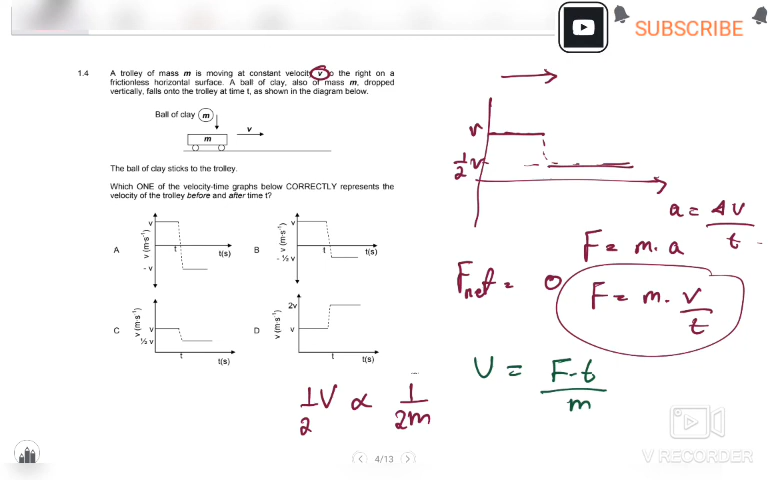 SUBSCRIBE
1.4 A trolley of mass m is moving at constant velocity v to the right on a
frictionless horizontal surface. A ball of clay, also of mass m, dropped
vertically, falls onto the trolley at time t, as shown in the diagram below.
Ball of clay m
v
m
The ball of clay sticks to the trolley.
Which ONE of the velocity-time graphs below CORRECTLY represents the
velocity of the trolley before and after time t?
A
v (m·s⁻¹)
v
- v
t
t(s)
B
v (m·s⁻¹)
v
- ½ v
t
t(s)
C
v (m·s⁻¹)
v
½ v
t
t(s)
D
v (m·s⁻¹)
2v
v
t
t(s)
v
1/2 v
a = Δv/t
F = m. a
Fnet = 0
F = m. v/t
V = F-t/m
1/2 V ∝ 1/2m
4/13
V RECORDER